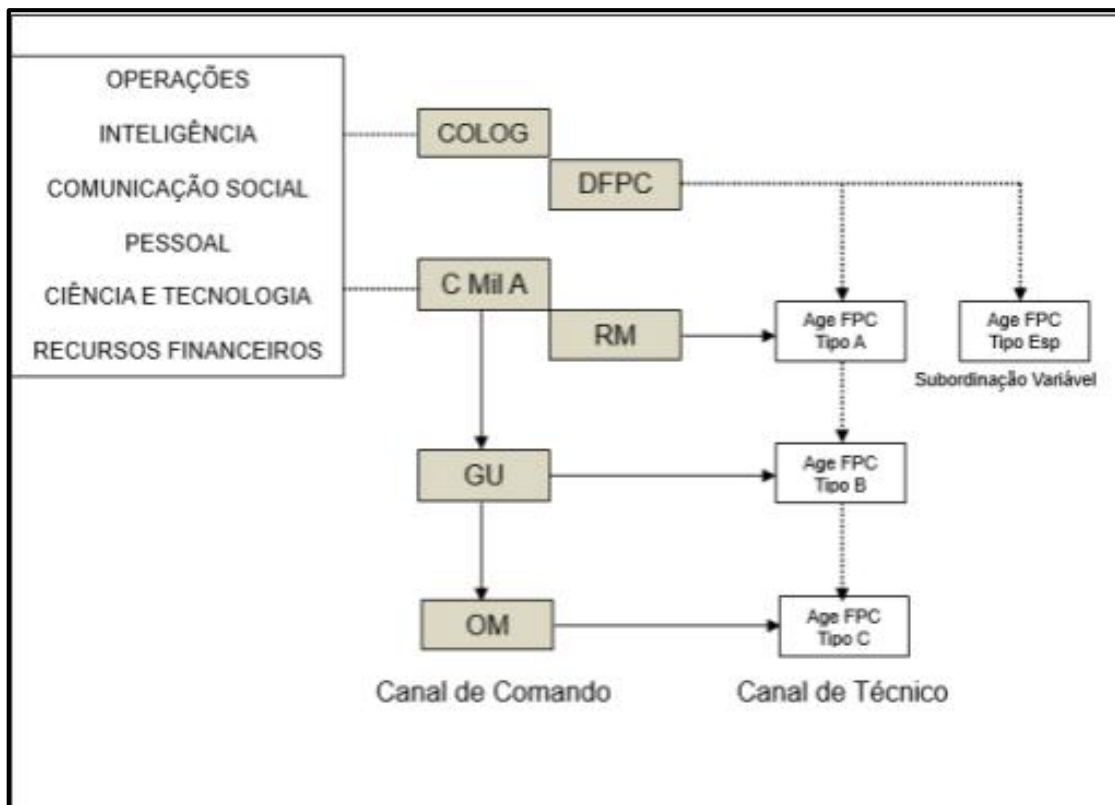 OPERAÇÕES
INTELIGÊNCIA
COMUNICAÇÃO SOCIAL
PESSOAL
CIÊNCIA E TECNOLOGIA
RECURSOS FINANCEIROS
COLOG
DFPC
C Mil A
RM
Age FPC
Tipo A
Age FPC
Tipo Esp
Subordinação Variável
GU
Age FPC
Tipo B
OM
Age FPC
Tipo C
Canal de Comando
Canal de Técnico